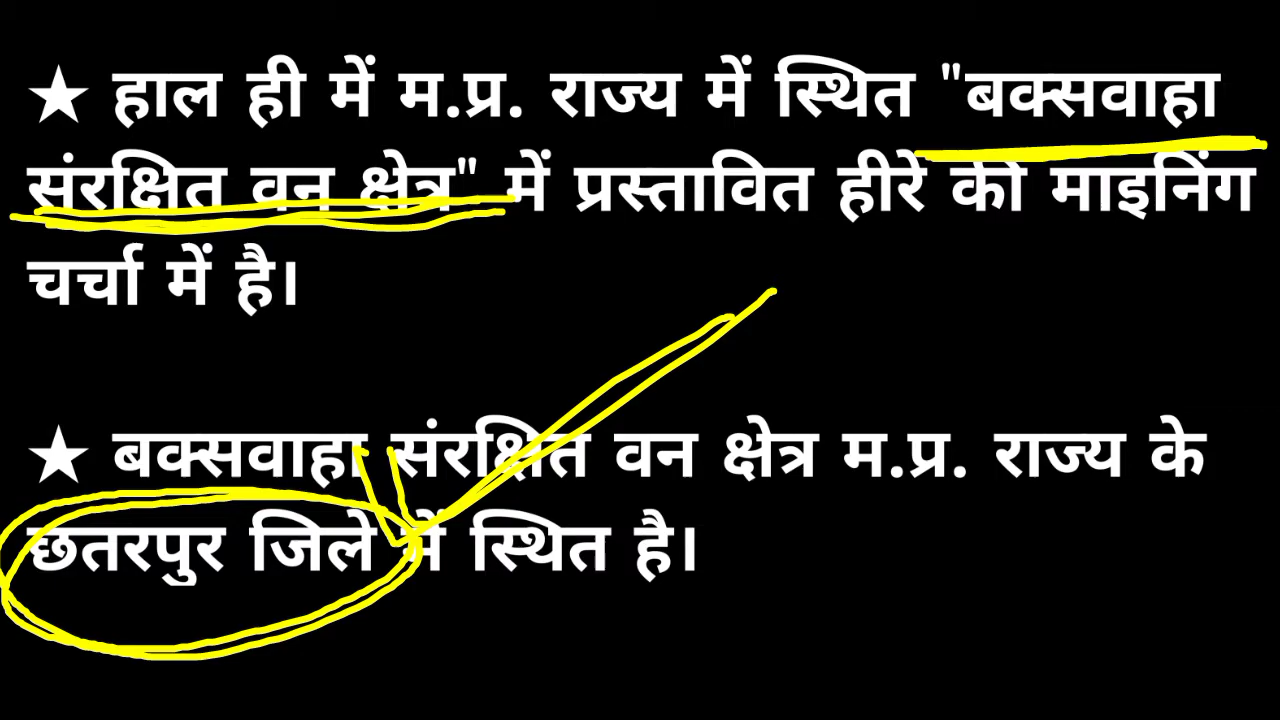 ★ हाल ही में म.प्र. राज्य में स्थित "बक्सवाहा
संरक्षित वन क्षेत्र" में प्रस्तावित हीरे की माइनिंग
चर्चा में है।
★ बक्सवाहा संरक्षित वन क्षेत्र म.प्र. राज्य के
छतरपुर जिले में स्थित है।